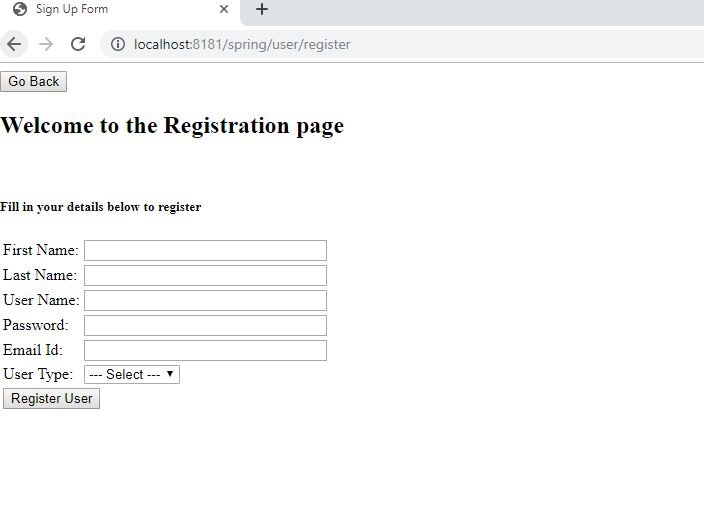 Sign Up Form
localhost:8181/spring/user/register
Go Back
Welcome to the Registration page
Fill in your details below to register
First Name:
Last Name:
User Name:
Password:
Email Id:
User Type: --- Select ---
Register User